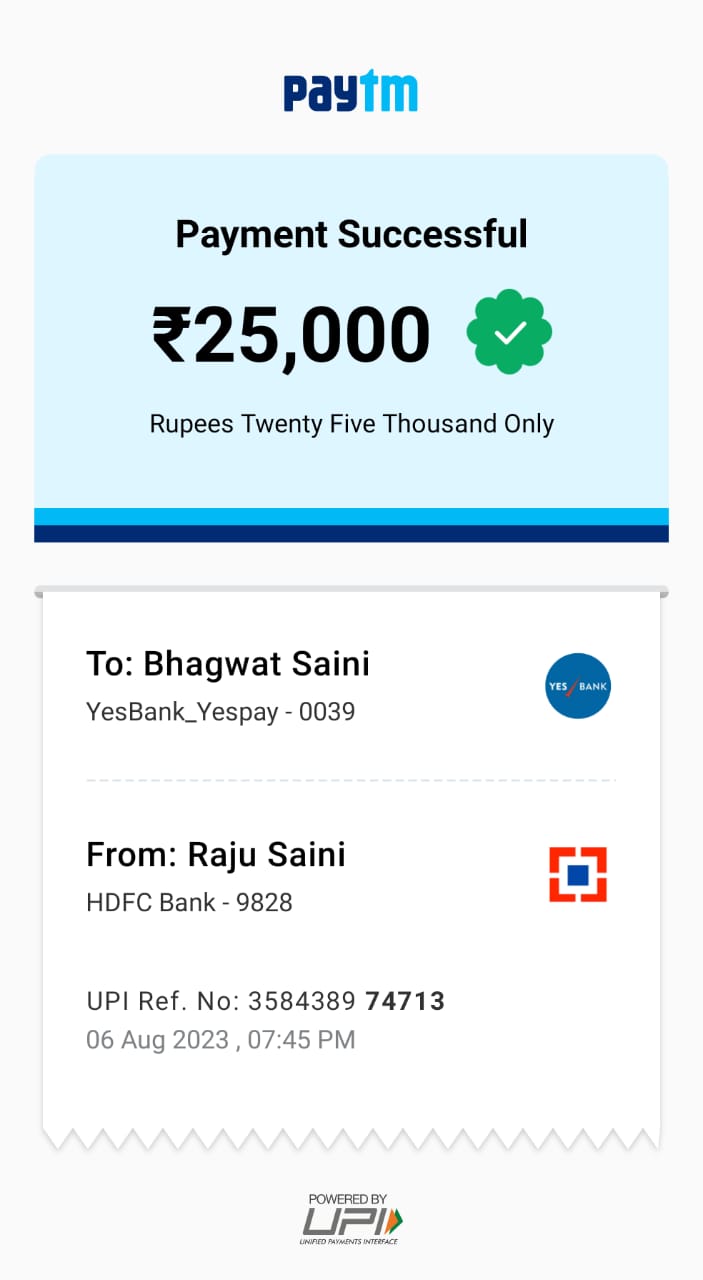 paytm
Payment Successful
₹25,000
Rupees Twenty Five Thousand Only
To: Bhagwat Saini
YesBank_Yespay - 0039
YES BANK
From: Raju Saini
HDFC Bank - 9828
UPI Ref. No: 3584389 74713
06 Aug 2023 , 07:45 PM
POWERED BY
UPI
UNIFIED PAYMENTS INTERFACE